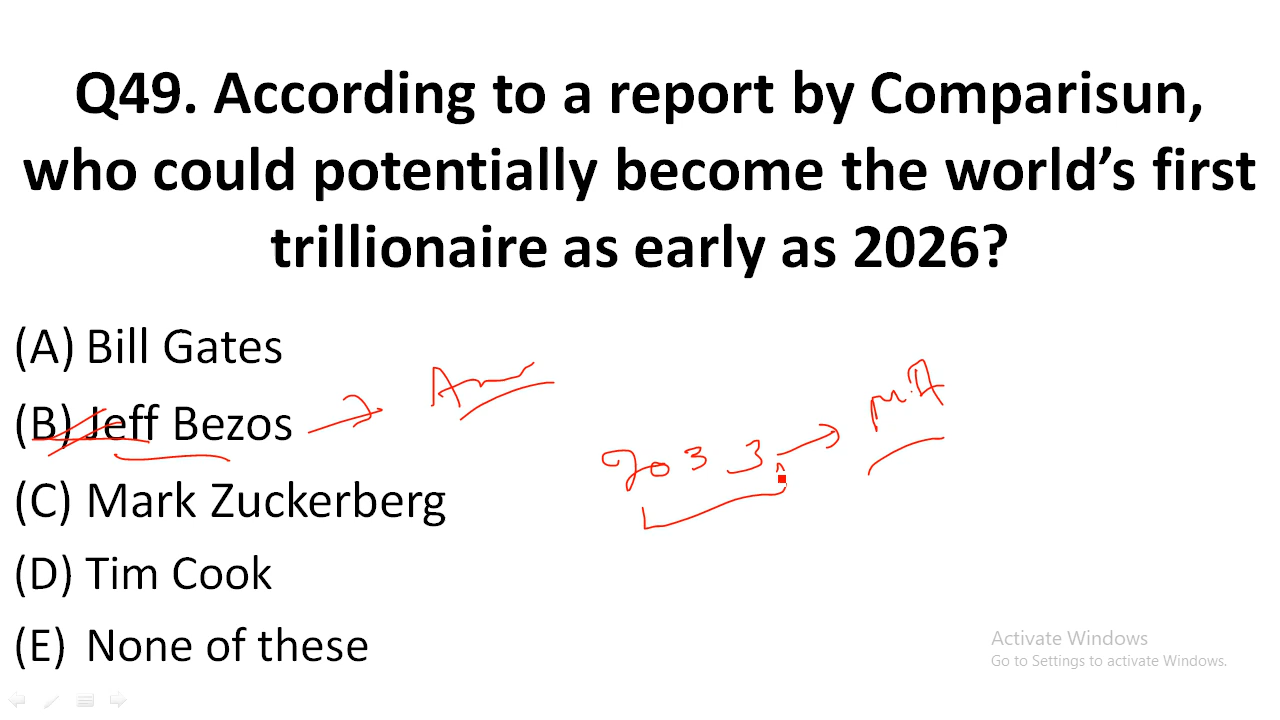 Q49. According to a report by Comparisun,
who could potentially become the world’s first
trillionaire as early as 2026?
(A) Bill Gates
(B) Jeff Bezos
(C) Mark Zuckerberg
(D) Tim Cook
(E) None of these
2033
Activate Windows
Go to Settings to activate Windows.